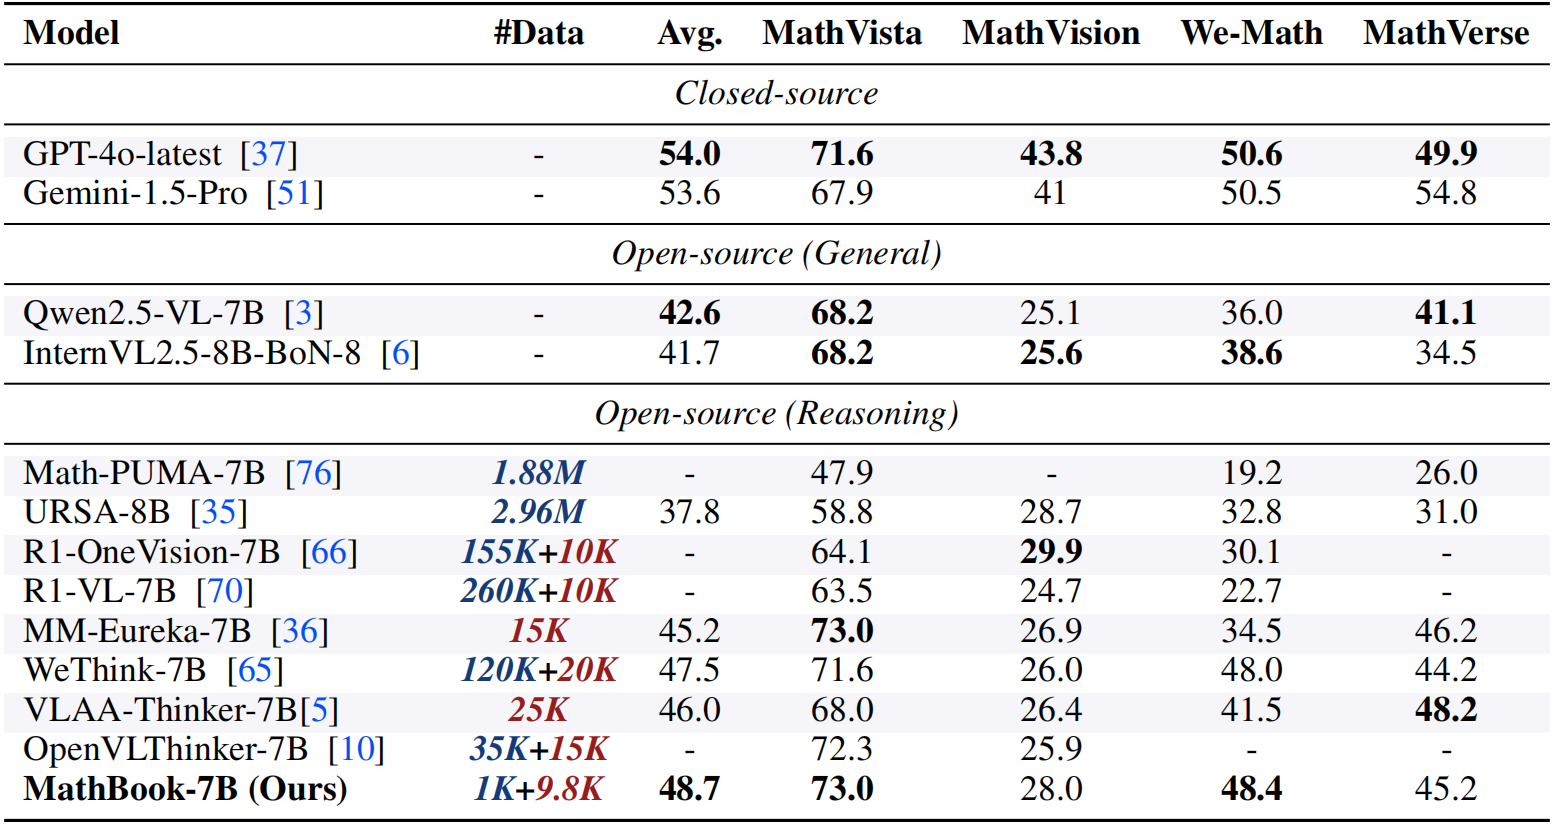 Model #Data Avg. MathVista MathVision We-Math MathVerse
Closed-source
GPT-4o-latest [37] - 54.0 71.6 43.8 50.6 49.9
Gemini-1.5-Pro [51] - 53.6 67.9 41 50.5 54.8
Open-source (General)
Qwen2.5-VL-7B [3] - 42.6 68.2 25.1 36.0 41.1
InternVL2.5-8B-BoN-8 [6] - 41.7 68.2 25.6 38.6 34.5
Open-source (Reasoning)
Math-PUMA-7B [76] 1.88M - 47.9 - 19.2 26.0
URSA-8B [35] 2.96M 37.8 58.8 28.7 32.8 31.0
R1-OneVision-7B [66] 155K+10K - 64.1 29.9 30.1 -
R1-VL-7B [70] 260K+10K - 63.5 24.7 22.7 -
MM-Eureka-7B [36] 15K 45.2 73.0 26.9 34.5 46.2
WeThink-7B [65] 120K+20K 47.5 71.6 26.0 48.0 44.2
VLAA-Thinker-7B[5] 25K 46.0 68.0 26.4 41.5 48.2
OpenVLThinker-7B [10] 35K+15K - 72.3 25.9 - -
MathBook-7B (Ours) 1K+9.8K 48.7 73.0 28.0 48.4 45.2